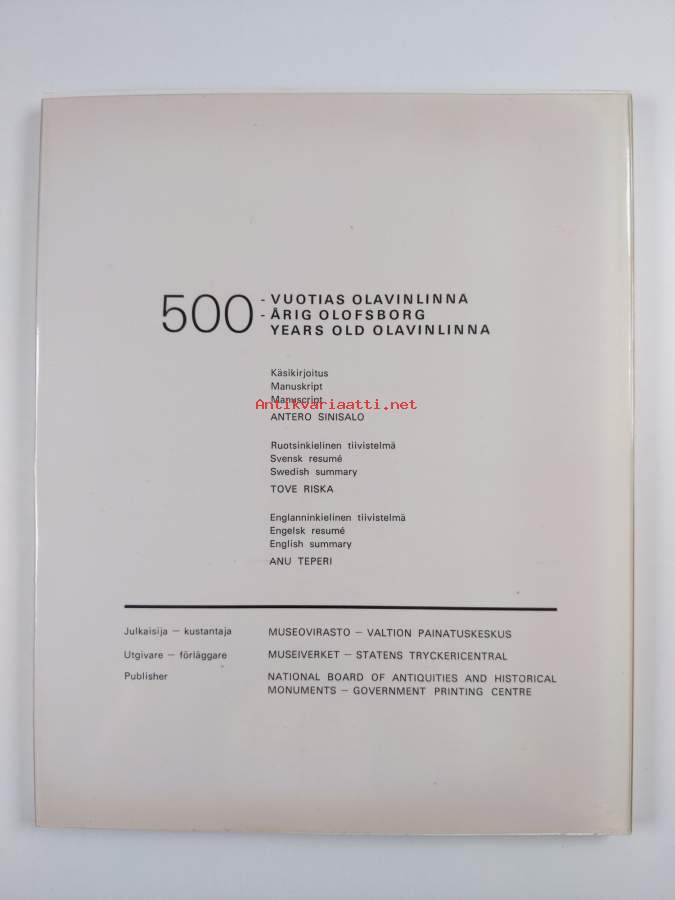 500
- VUOTIAS OLAVINLINNA
- ÅRIG OLOFSBORG
YEARS OLD OLAVINLINNA
Käsikirjoitus
Manuskript
Manuscript
Antikvariaatti.net
ANTERO SINISALO
Ruotsinkielinen tiivistelmä
Svensk resumé
Swedish summary
TOVE RISKA
Englanninkielinen tiivistelmä
Engelsk resumé
English summary
ANU TEPERI
Julkaisija — kustantaja MUSEOVIRASTO — VALTION PAINATUSKESKUS
Utgivare — förläggare MUSEIVERKET — STATENS TRYCKERICENTRAL
Publisher NATIONAL BOARD OF ANTIQUITIES AND HISTORICAL
MONUMENTS — GOVERNMENT PRINTING CENTRE